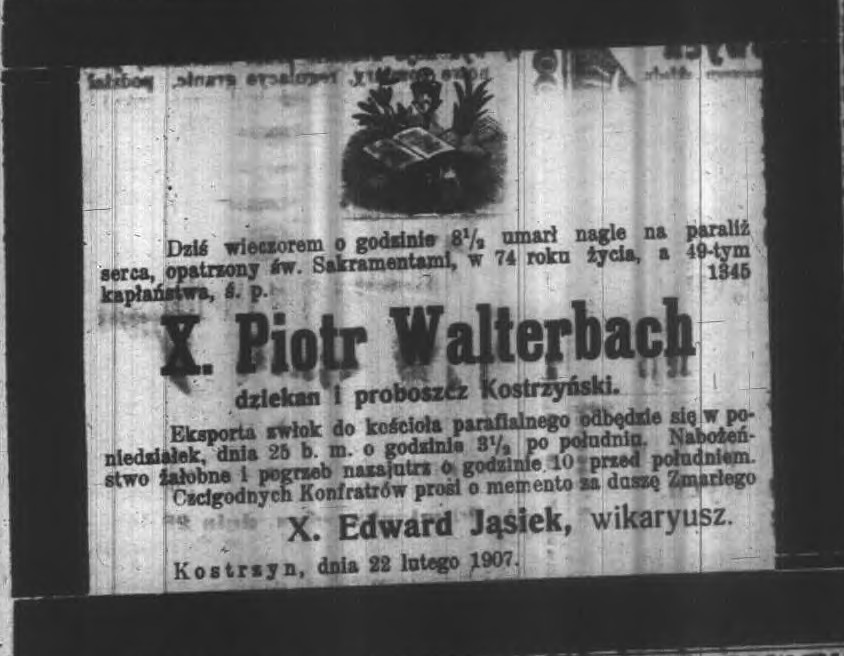 Dziś wieczorem o godzinie 8½ umarł nagle na paraliż
serca, opatrzony św. Sakramentami, w 74 roku życia, a 49-tym
kapłaństwa, ś. p.
1345
X. Piotr Walterbach
dziekan i proboszcz Kostrzyński.
Eksporta zwłok do kościoła parafialnego odbędzie się w po-
niedziałek, dnia 25 b. m. o godzinie 3½ po południu. Nabożeń-
stwo żałobne i pogrzeb nazajutrz o godzinie 10 przed południem.
Czcigodnych Konfratrów prosi o memento za duszę Zmarłego
X. Edward Jąsiek, wikaryusz.
Kostrzyn, dnia 22 lutego 1907.